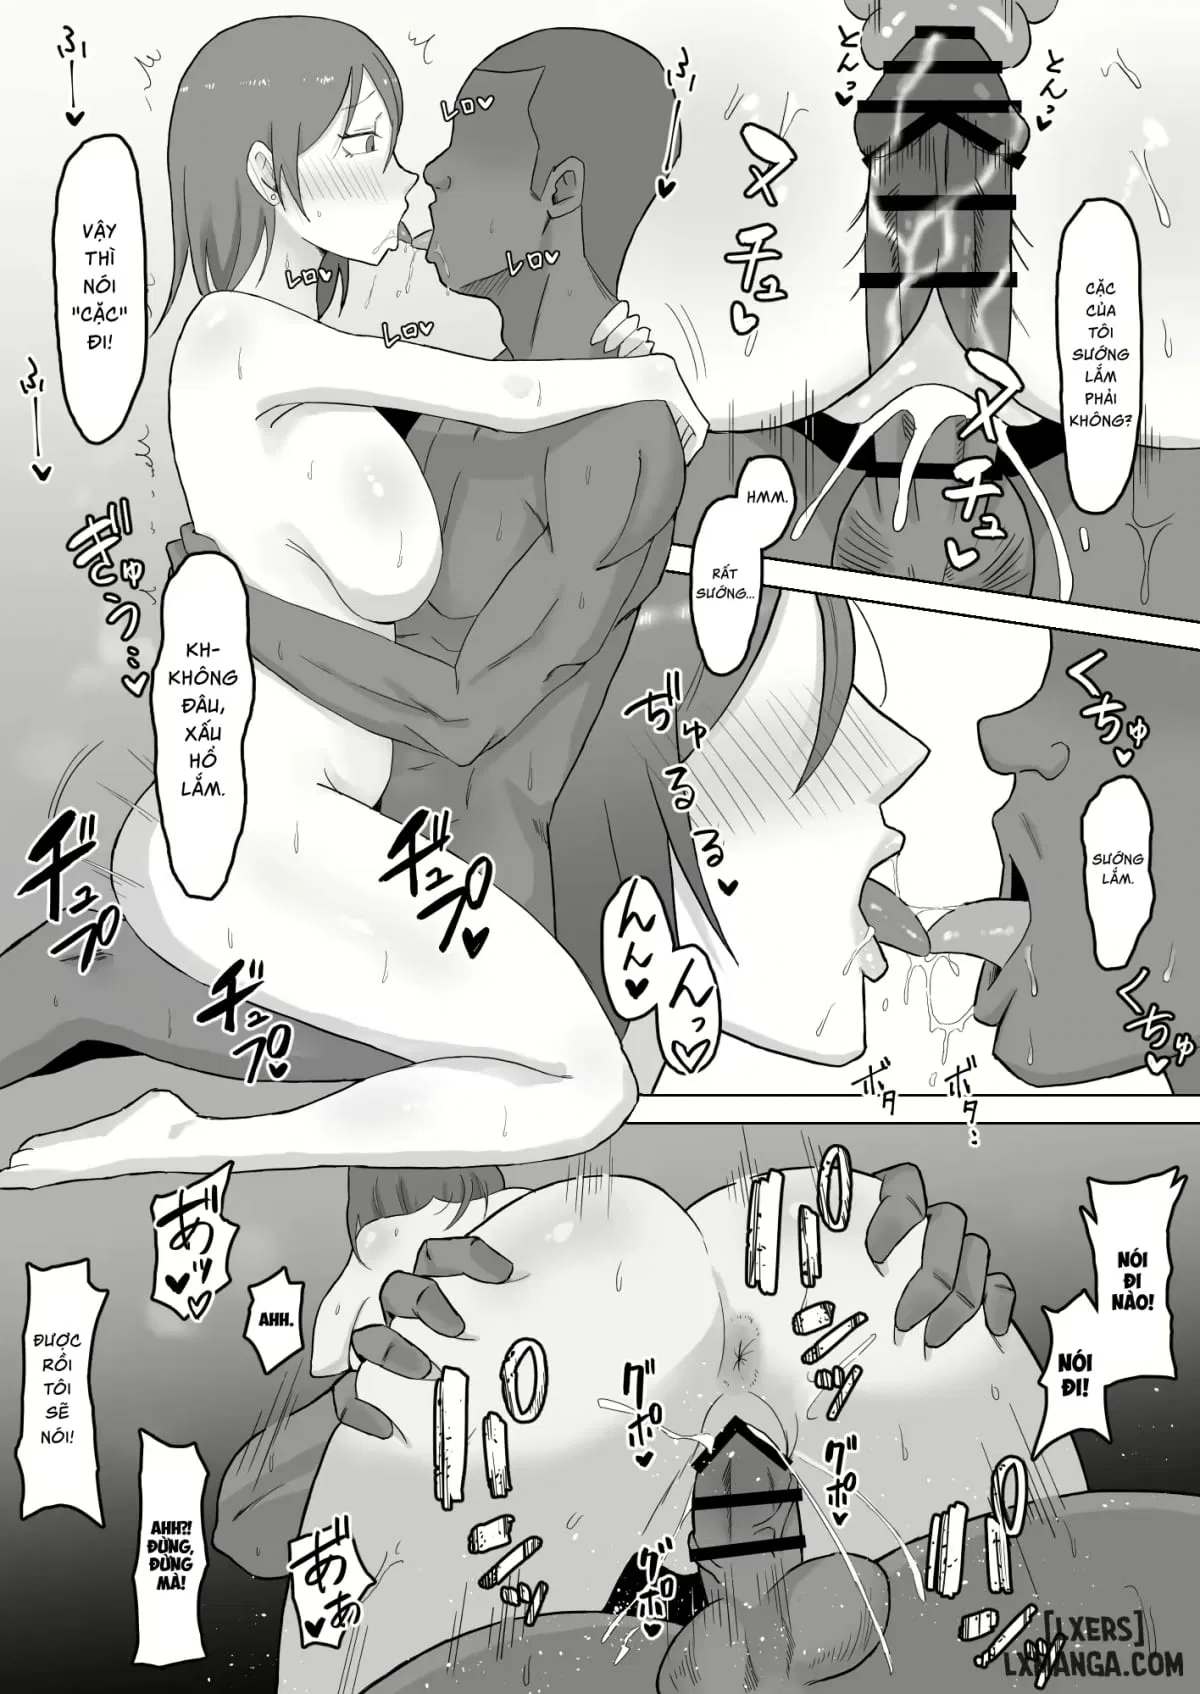 CẶC
CỦA
TÔI
SƯỚNG
LẮM
PHẢI
KHÔNG?
VẬY
THÌ
NÓI
"CẶC"
ĐI!
HMM.
RẤT
SƯỚNG...
KH-
KHÔNG
ĐÂU,
XẤU
HỔ
LẮM.
SƯỚNG
LẮM.
NÓI
ĐI
NÀO!
NÓI
ĐI!
AHH.
ĐƯỢC
RỒI
TÔI
SẼ
NÓI!
AHH?!
ĐỪNG,
ĐỪNG
MÀ!
とんっ
とんっ
ヌチュ
ヌチュ
ふー
ふー
ふー
レロ
レロ
レロ
レロ
ぎゅう…
ヂュプ
ヂュプ
ヂュプ
ぢゅるる
んんん
んっ
くちゅ
くちゅ
ボタ
ボタ…
あッ
あぁ
グポ
グポ
グポ
[LXERS]
LXMANGA.COM